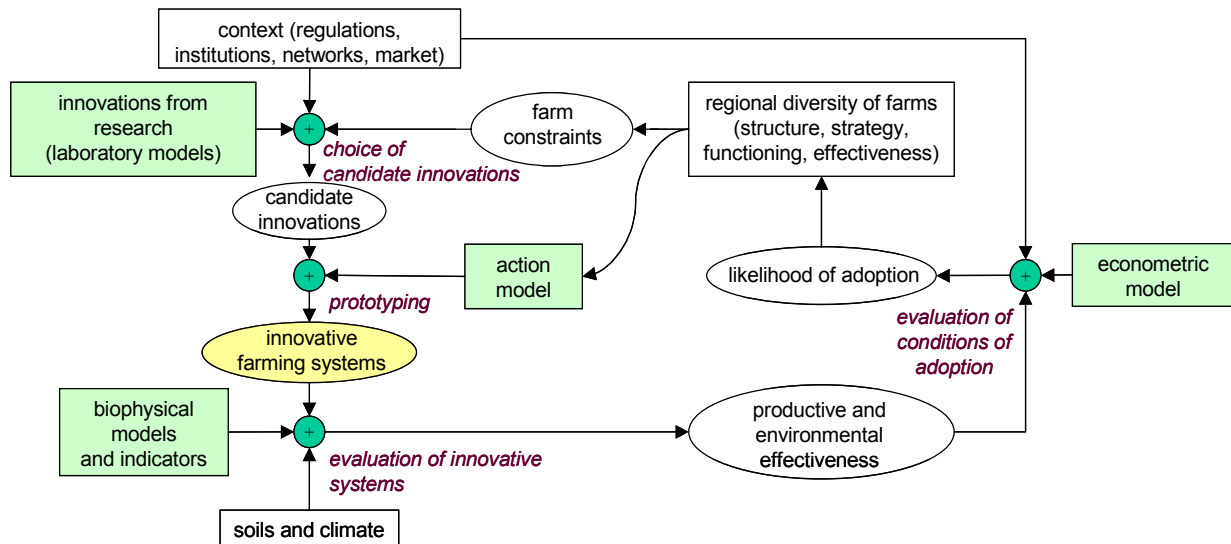 context (regulations,
institutions, networks, market)
innovations from
research
(laboratory models)
+
farm
constraints
regional diversity of farms
(structure, strategy,
functioning, effectiveness)
choice of
candidate innovations
candidate
innovations
+
action
model
prototyping
likelihood of adoption
+
econometric
model
evaluation of
conditions of
adoption
innovative
farming systems
biophysical
models
and indicators
+
evaluation of innovative
systems
productive and
environmental
effectiveness
soils and climate